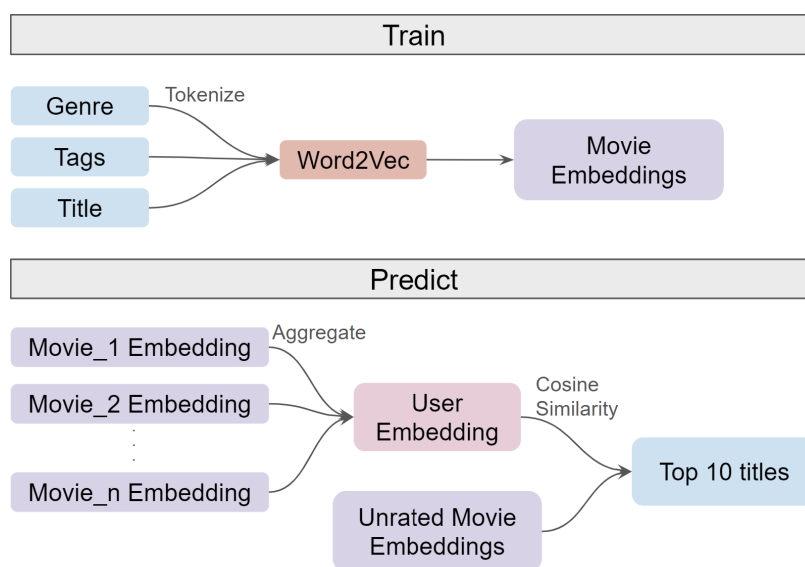 Train
Genre
Tokenize
Tags
Word2Vec
Movie
Embeddings
Title
Predict
Movie_1 Embedding
Aggregate
Movie_2 Embedding
User
Embedding
Cosine
Similarity
Movie_n Embedding
Unrated Movie
Embeddings
Top 10 titles